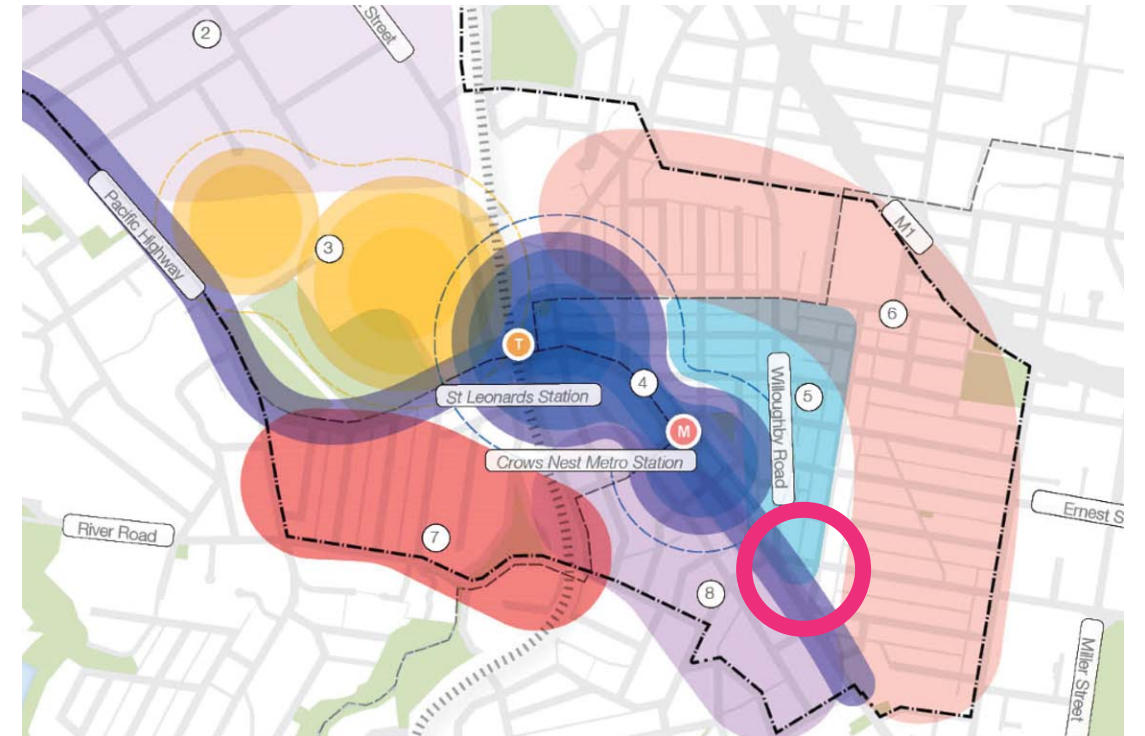 Street
2
Pacific Highway
3
M1
6
T
4
St Leonards Station
Willoughby Road
5
M
Crows Nest Metro Station
Ernest S
River Road
7
8
Miller Street